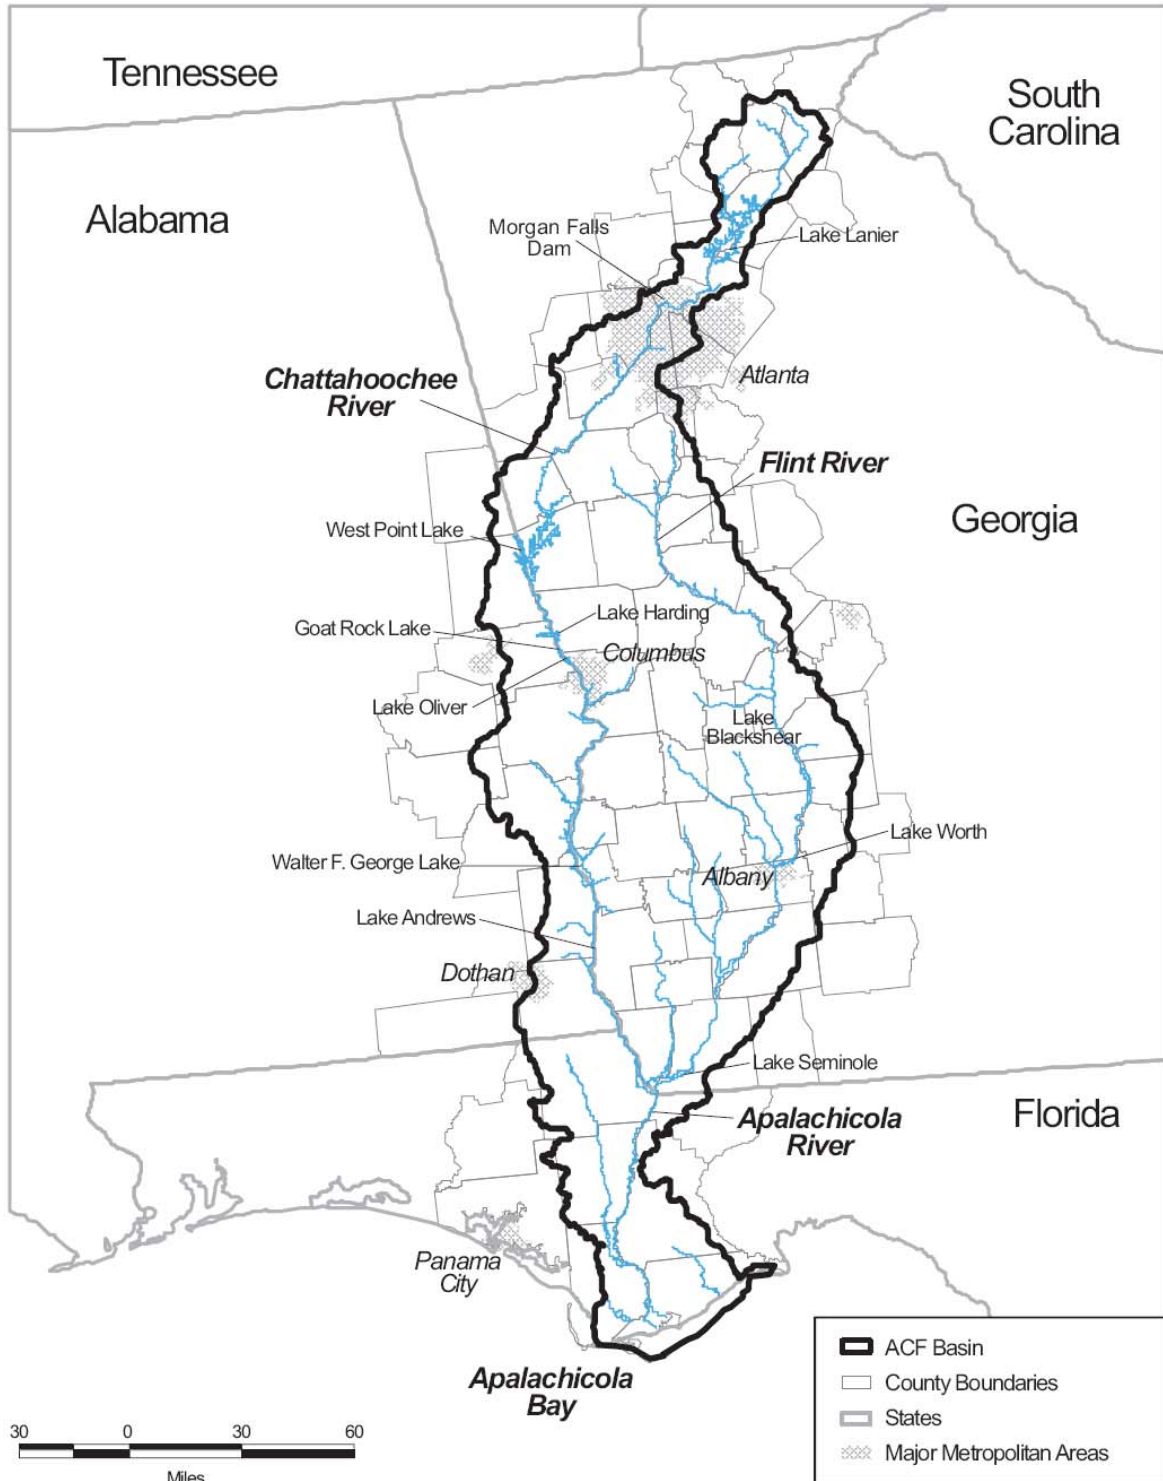 Tennessee
South
Carolina
Alabama
Morgan Falls
Dam
Lake Lanier
Chattahoochee
River
Atlanta
Flint River
Georgia
West Point Lake
Lake Harding
Goat Rock Lake
Columbus
Lake Oliver
Lake
Blackshear
Lake Worth
Walter F. George Lake
Albany
Lake Andrews
Dothan
Lake Seminole
Apalachicola
River
Florida
Panama
City
Apalachicola
Bay
ACF Basin
County Boundaries
States
Major Metropolitan Areas
30 0 30 60
Miles